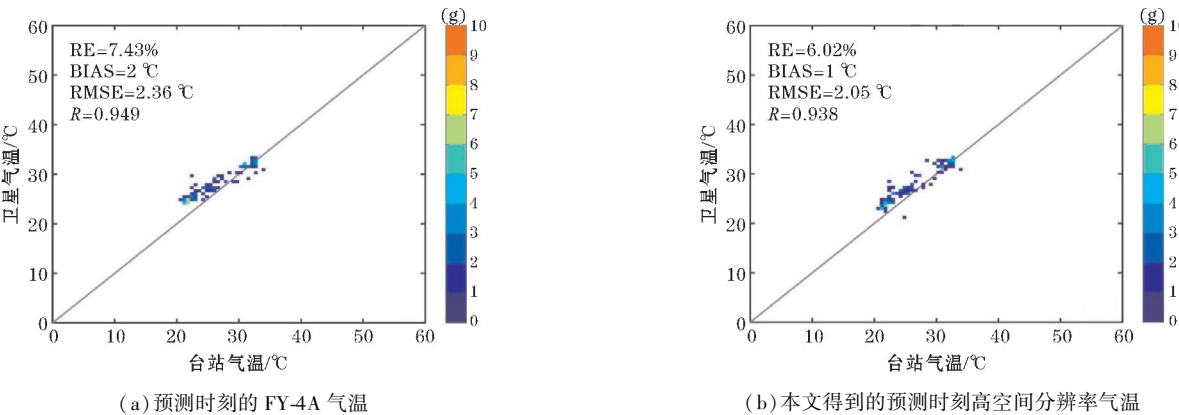 (g)
60
50
40
30
20
10
0
RE=7.43%
BIAS=2 ℃
RMSE=2.36 ℃
R=0.949
卫星气温/℃
0 10 20 30 40 50 60
台站气温/℃
10
9
8
7
6
5
4
3
2
1
0
(a)预测时刻的 FY-4A 气温
(g)
60
50
40
30
20
10
0
RE=6.02%
BIAS=1 ℃
RMSE=2.05 ℃
R=0.938
卫星气温/℃
0 10 20 30 40 50 60
台站气温/℃
10
9
8
7
6
5
4
3
2
1
0
(b)本文得到的预测时刻高空间分辨率气温